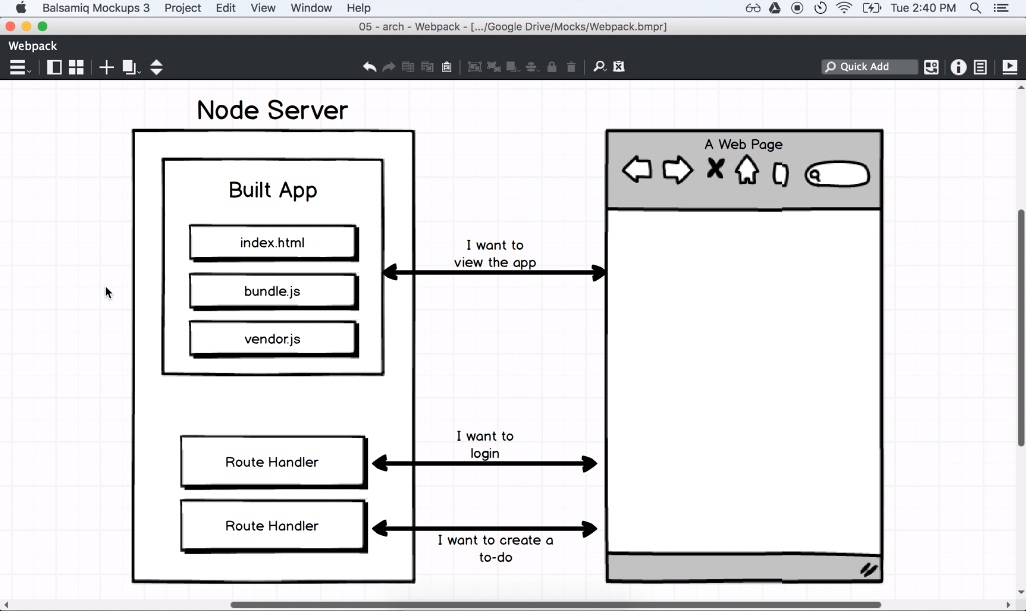 Balsamiq Mockups 3 Project Edit View Window Help Tue 2:40 PM
05 - arch - Webpack - [.../Google Drive/Mocks/Webpack.bmpr]
Webpack
Quick Add
Node Server
A Web Page
Built App
index.html
I want to
view the app
bundle.js
vendor.js
I want to
login
Route Handler
Route Handler
I want to create a
to-do